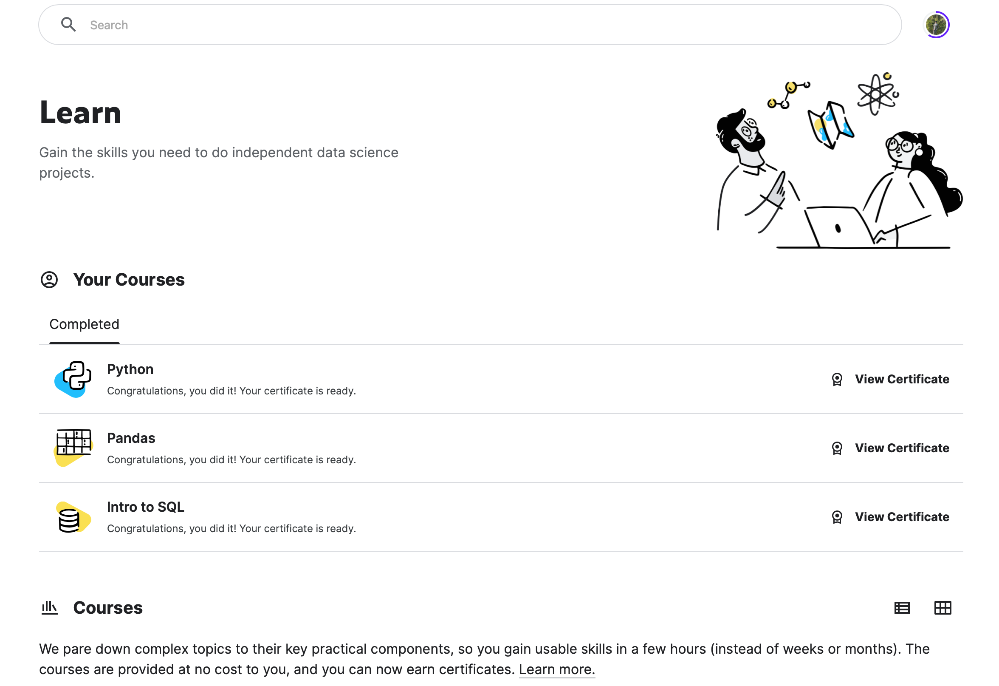 Search
Learn
Gain the skills you need to do independent data science
projects.
Your Courses
Completed
Python
Congratulations, you did it! Your certificate is ready.
View Certificate
Pandas
Congratulations, you did it! Your certificate is ready.
View Certificate
Intro to SQL
Congratulations, you did it! Your certificate is ready.
View Certificate
Courses
We pare down complex topics to their key practical components, so you gain usable skills in a few hours (instead of weeks or months). The
courses are provided at no cost to you, and you can now earn certificates. Learn more.